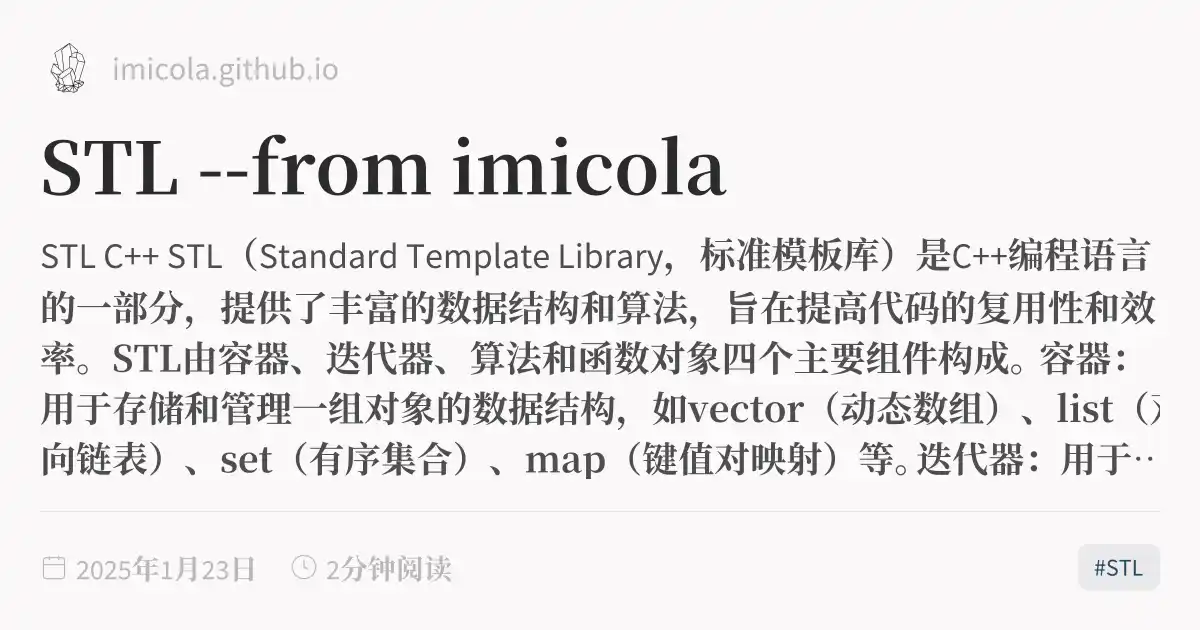 imicola.github.io
STL --from imicola
STL C++ STL（Standard Template Library，标准模板库）是C++编程语言
的一部分，提供了丰富的数据结构和算法，旨在提高代码的复用性和效
率。STL由容器、迭代器、算法和函数对象四个主要组件构成。容器：
用于存储和管理一组对象的数据结构，如vector（动态数组）、list（
向链表）、set（有序集合）、map（键值对映射）等。迭代器：用于…
2025年1月23日
2分钟阅读
#STL